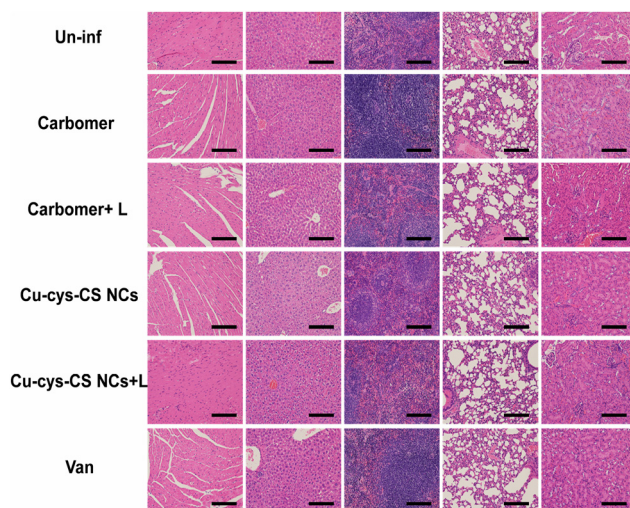 Un-inf
Carbomer
Carbomer+ L
Cu-cys-CS NCs
Cu-cys-CS NCs+L
Van